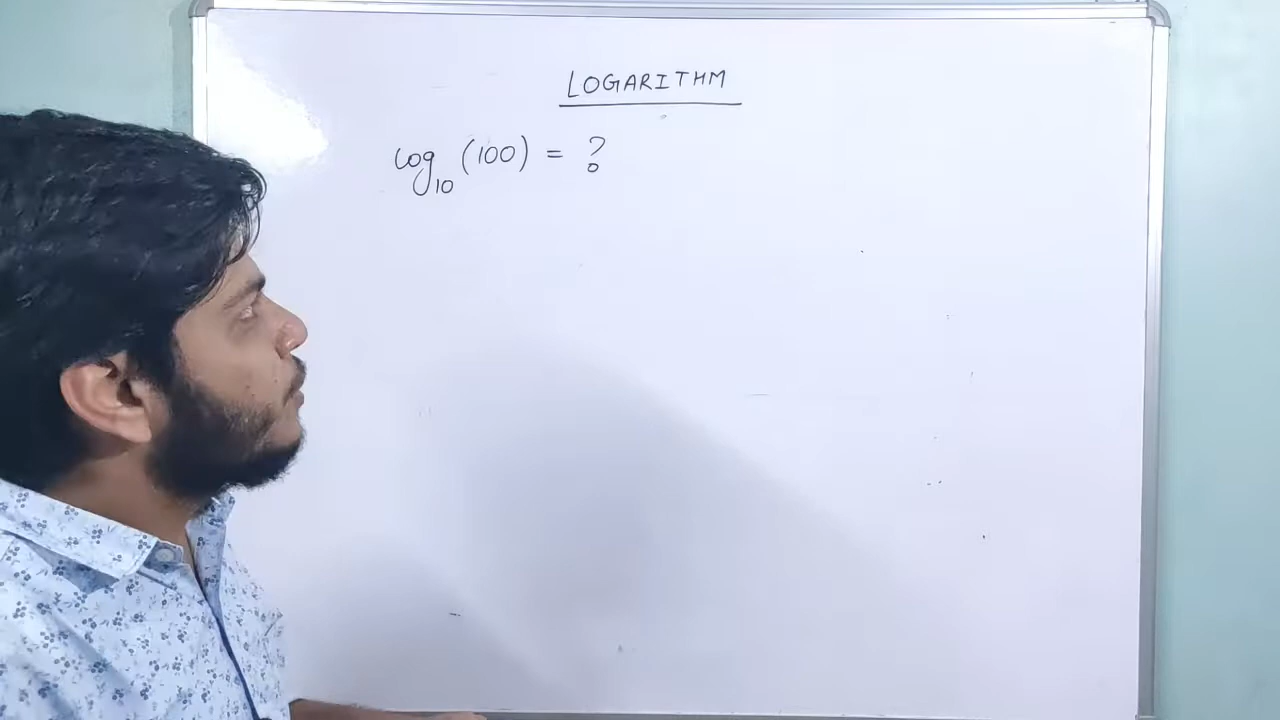 LOGARITHM
log₁₀ (100) = ?